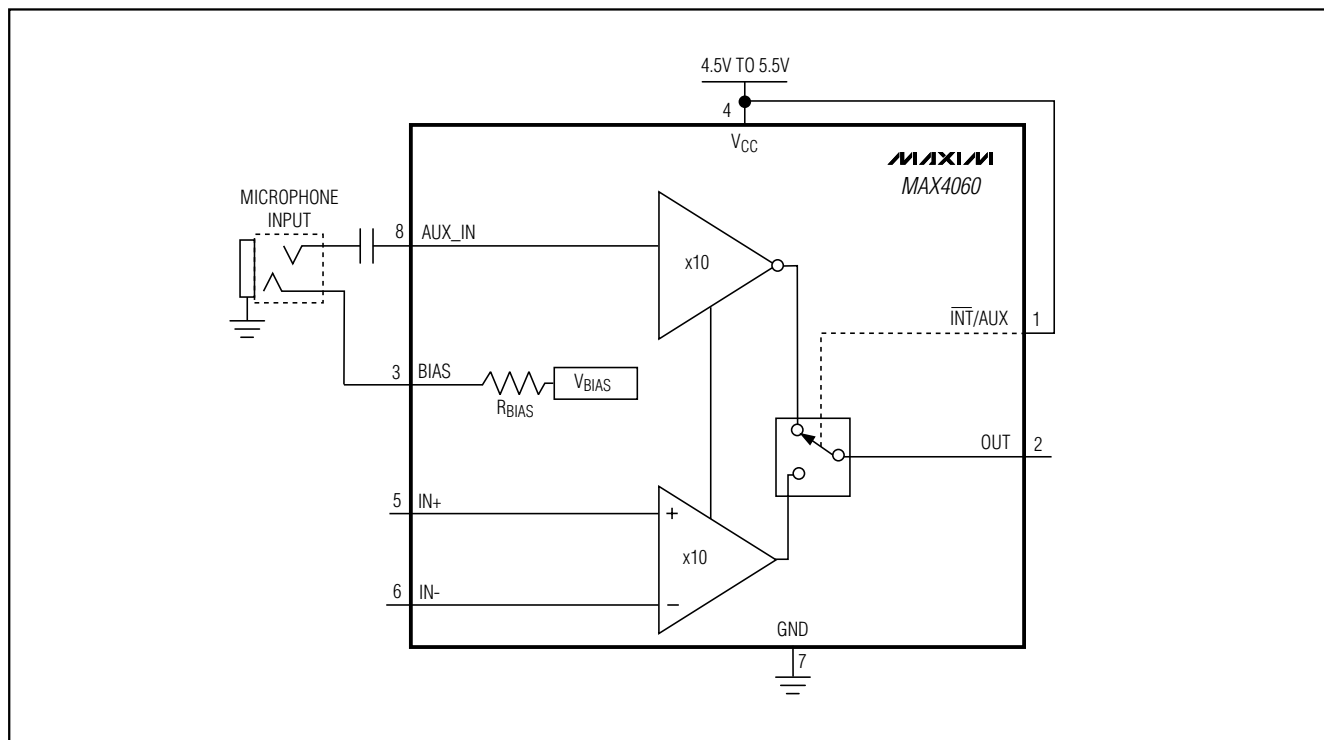 4.5V TO 5.5V
4
VCC
MAXIM
MAX4060
MICROPHONE
INPUT
8
AUX_IN
x10
INT/AUX
1
3
BIAS
VBIAS
RBIAS
OUT
2
5
IN+
+
x10
6
IN-
−
GND
7